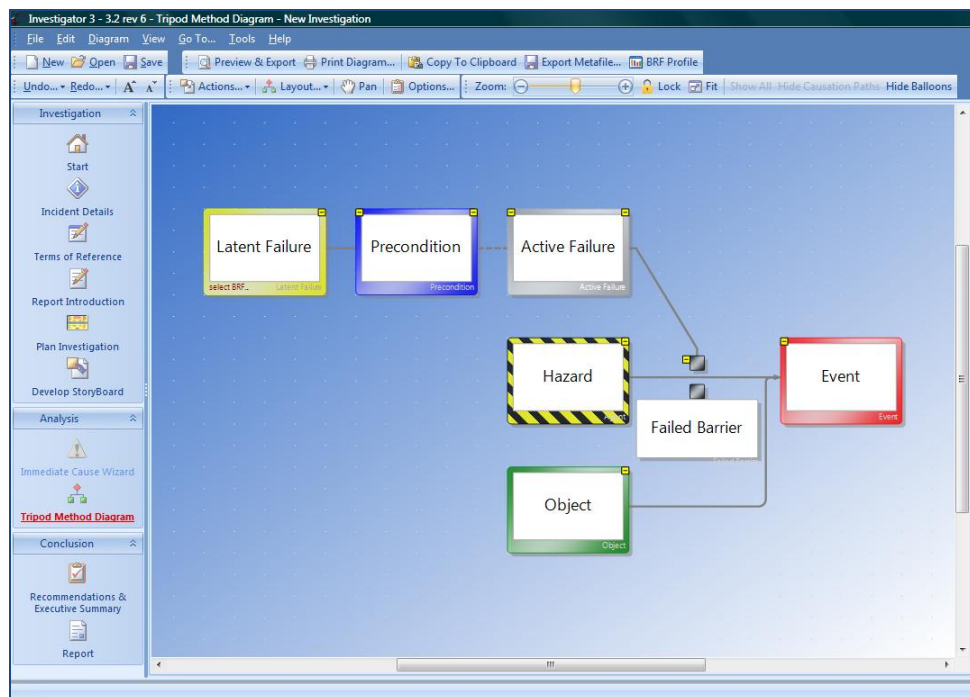 Investigator 3 - 3.2 rev 6 - Tripod Method Diagram - New Investigation
File Edit Diagram View Go To... Tools Help
New Open Save Preview & Export Print Diagram... Copy To Clipboard Export Metafile... BRF Profile
Undo... Redo... A A Actions... Layout... Pan Options... Zoom: Lock Fit Show All Hide Causation Paths Hide Balloons
Investigation
Start
Incident Details
Terms of Reference
Report Introduction
Plan Investigation
Develop StoryBoard
Analysis
Immediate Cause Wizard
Tripod Method Diagram
Conclusion
Recommendations &
Executive Summary
Report
Latent Failure
select BRF... Latent Failure
Precondition
Precondition
Active Failure
Active Failure
Hazard
Failed Barrier
Event
Event
Object
Object